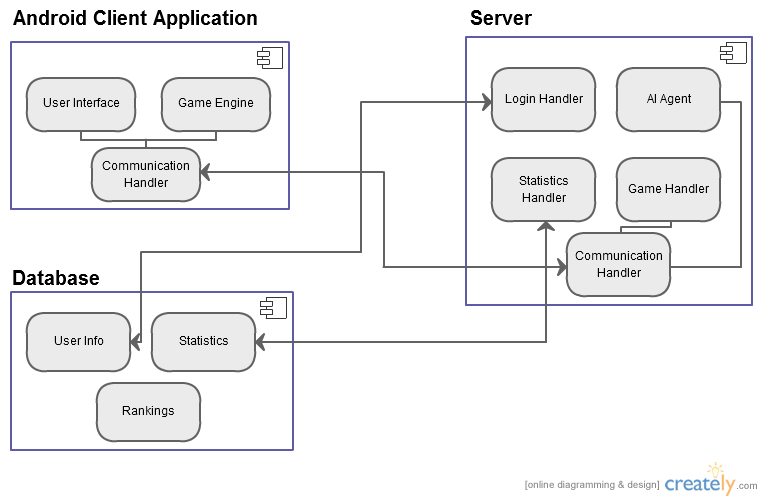 Android Client Application
User Interface
Game Engine
Communication
Handler
Server
Login Handler
AI Agent
Statistics
Handler
Game Handler
Communication
Handler
Database
User Info
Statistics
Rankings
[online diagramming & design] creately.com